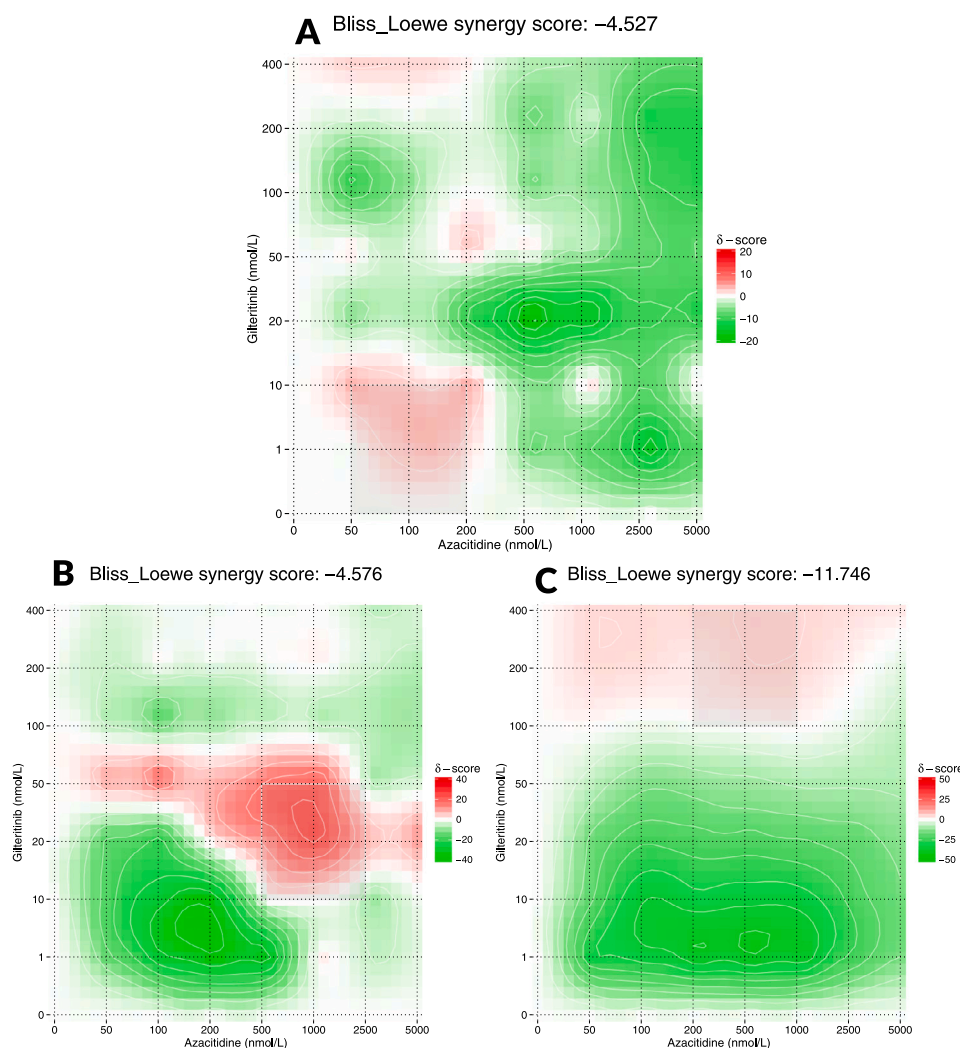 A Bliss_Loewe synergy score: −4.527
400
200
100
50
20
10
1
0
Gilteritinib (nmol/L)
0 50 100 200 500 1000 2500 5000
Azacitidine (nmol/L)
δ−score
20
10
0
−10
−20
B Bliss_Loewe synergy score: −4.576
400
200
100
50
20
10
1
0
Gilteritinib (nmol/L)
0 50 100 200 500 1000 2500 5000
Azacitidine (nmol/L)
δ−score
40
20
0
−20
−40
C Bliss_Loewe synergy score: −11.746
400
200
100
50
20
10
1
0
Gilteritinib (nmol/L)
0 50 100 200 500 1000 2500 5000
Azacitidine (nmol/L)
δ−score
50
25
0
−25
−50